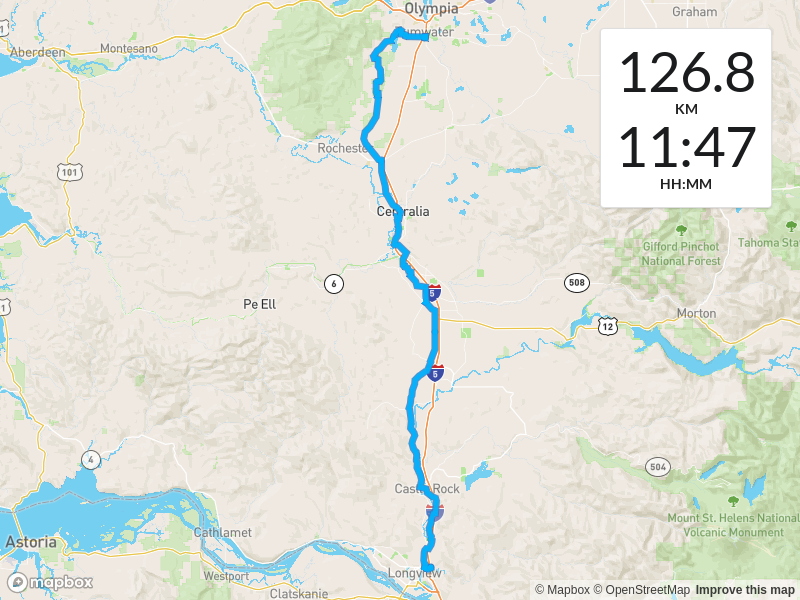 Olympia
Graham
Tumwater
Aberdeen
Montesano
126.8
KM
11:47
HH:MM
Rochester
101
Centralia
Gifford Pinchot
National Forest
Tahoma Stat
6
5
508
Pe Ell
Morton
12
5
4
504
Castle Rock
Mount St. Helens National
Volcanic Monument
Cathlamet
Astoria
Longview
Westport
Clatskanie
mapbox
© Mapbox © OpenStreetMap Improve this map